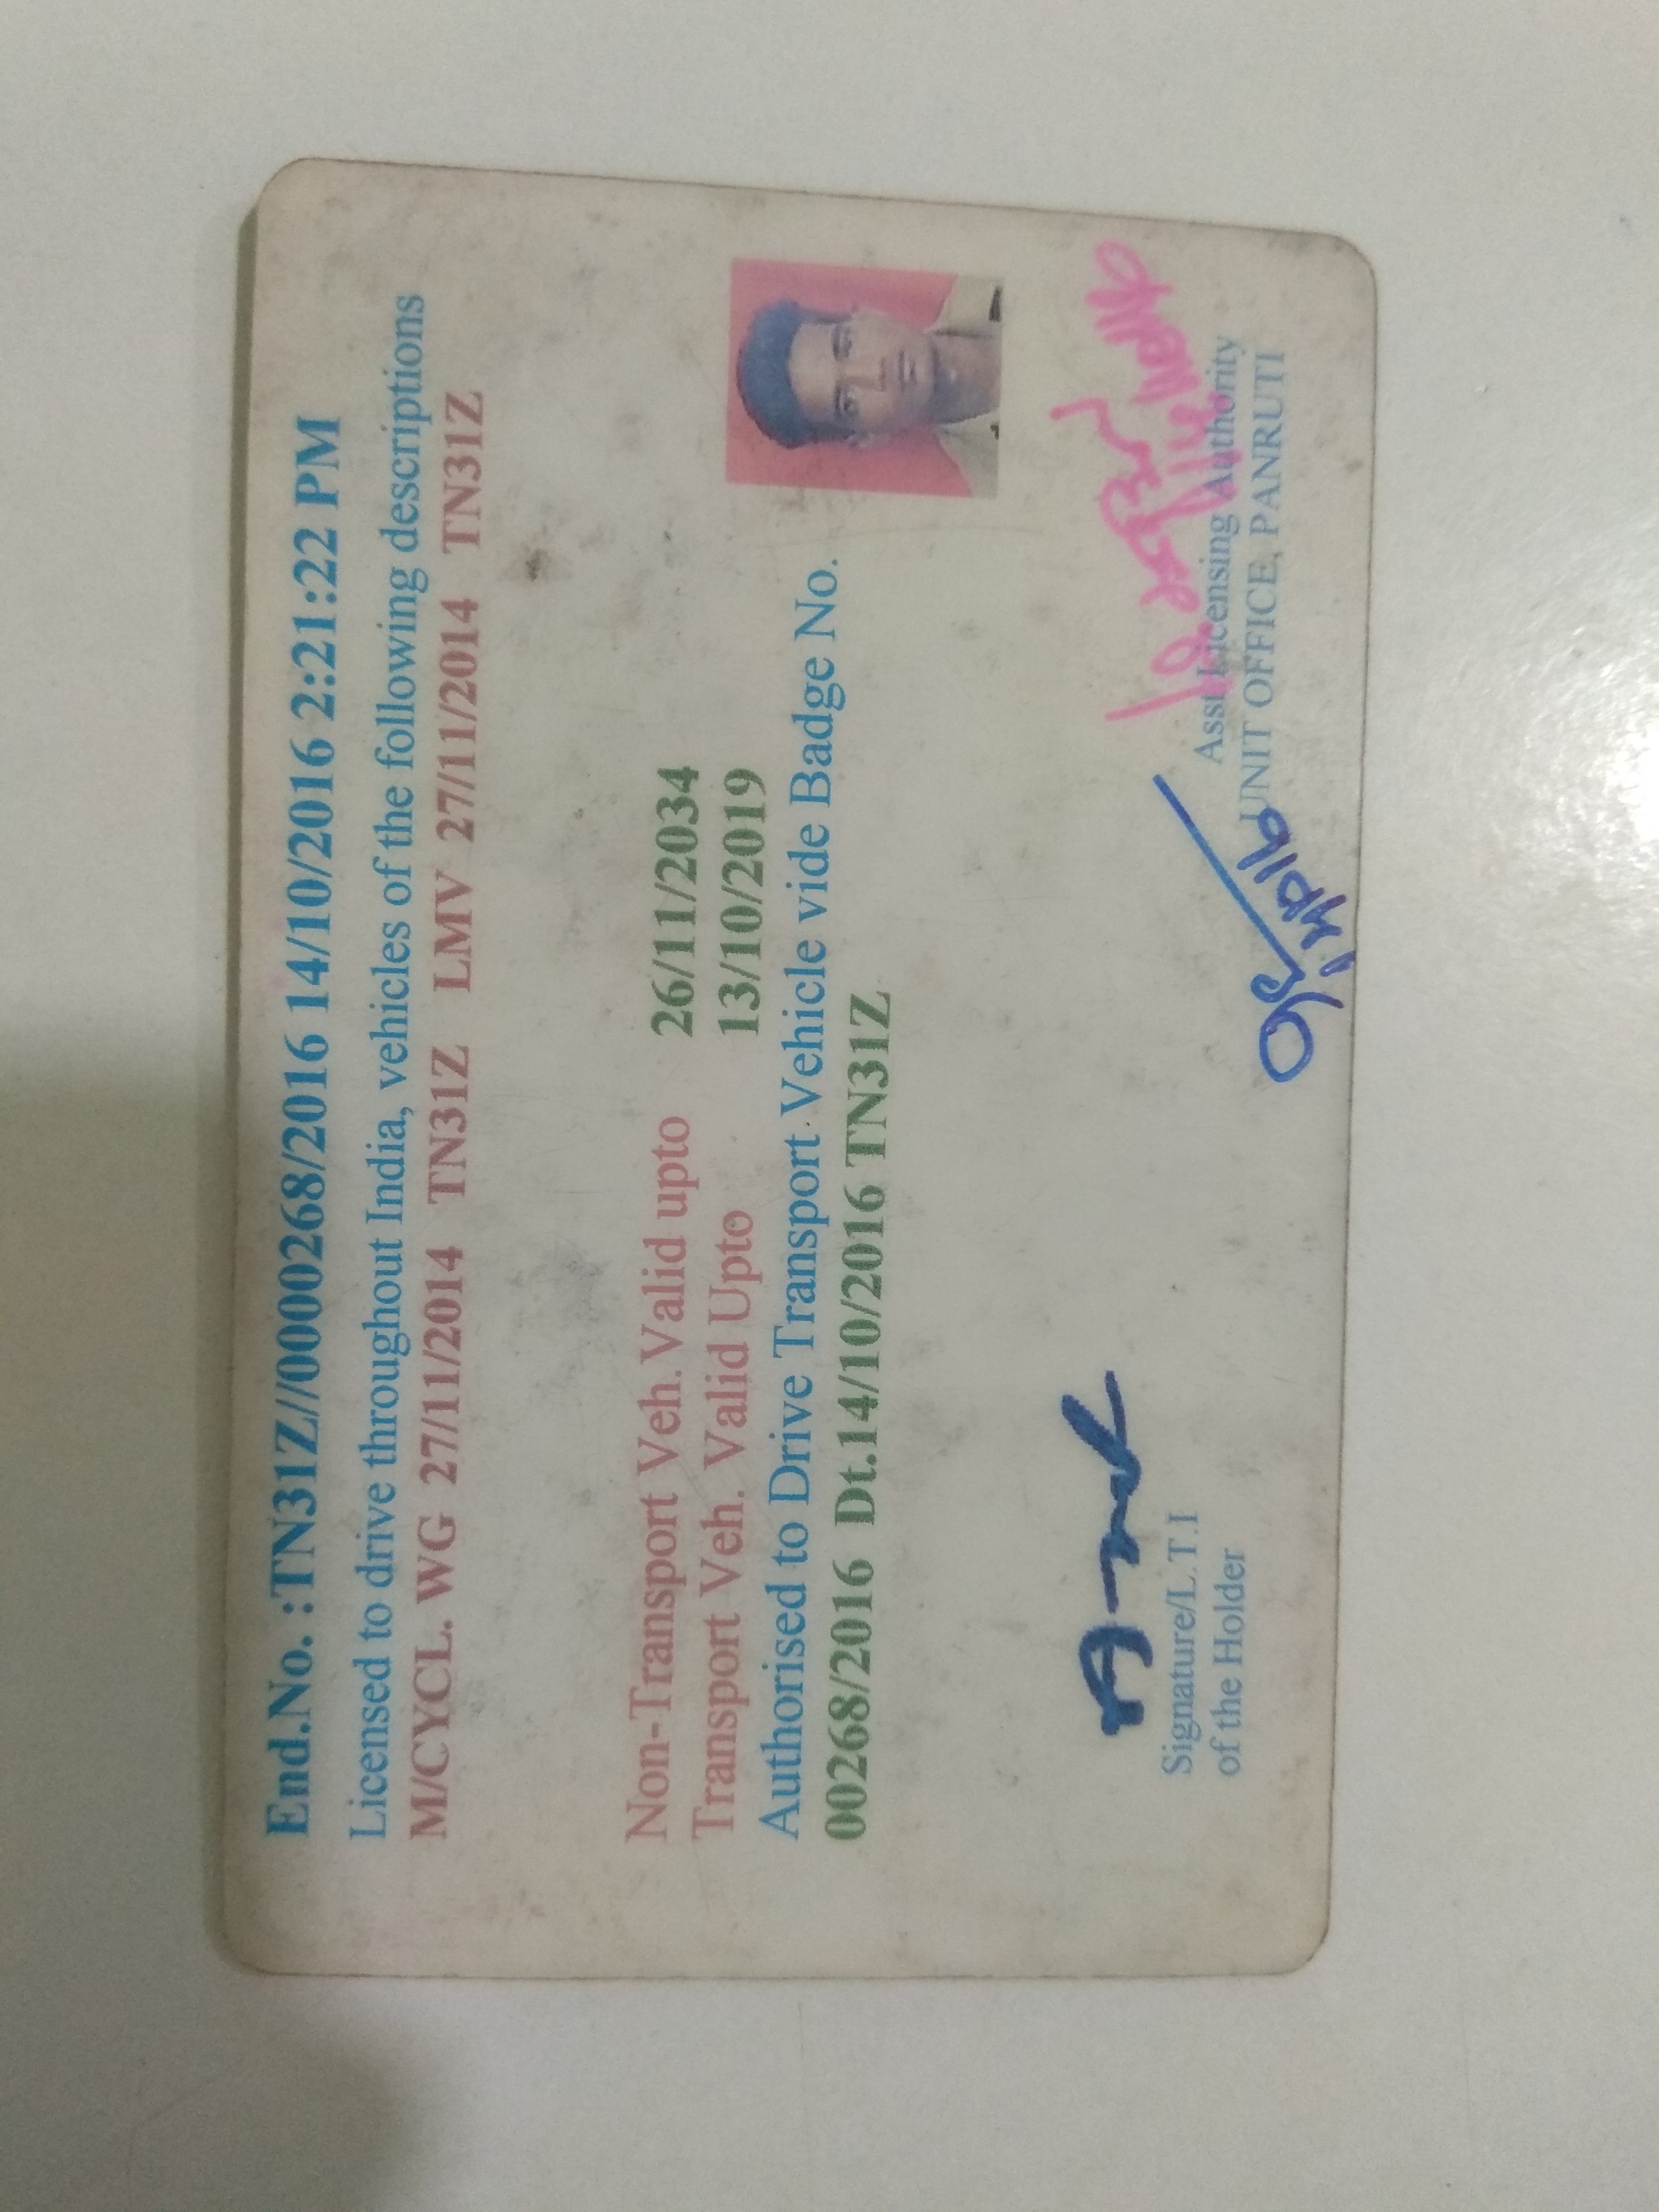 End.No. :TN31Z//0000268/2016 14/10/2016 2:21:22 PM
Licensed to drive throughout India, vehicles of the following descriptions
M/CYCL. WG 27/11/2014 TN31Z LMV 27/11/2014 TN31Z
Non-Transport Veh.Valid upto 26/11/2034
Transport Veh. Valid Upto 13/10/2019
Authorised to Drive Transport Vehicle vide Badge No.
00268/2016 Dt.14/10/2016 TN31Z
Signature/L.T.I
of the Holder
Asst Licensing Authority
UNIT OFFICE, PANRUTI